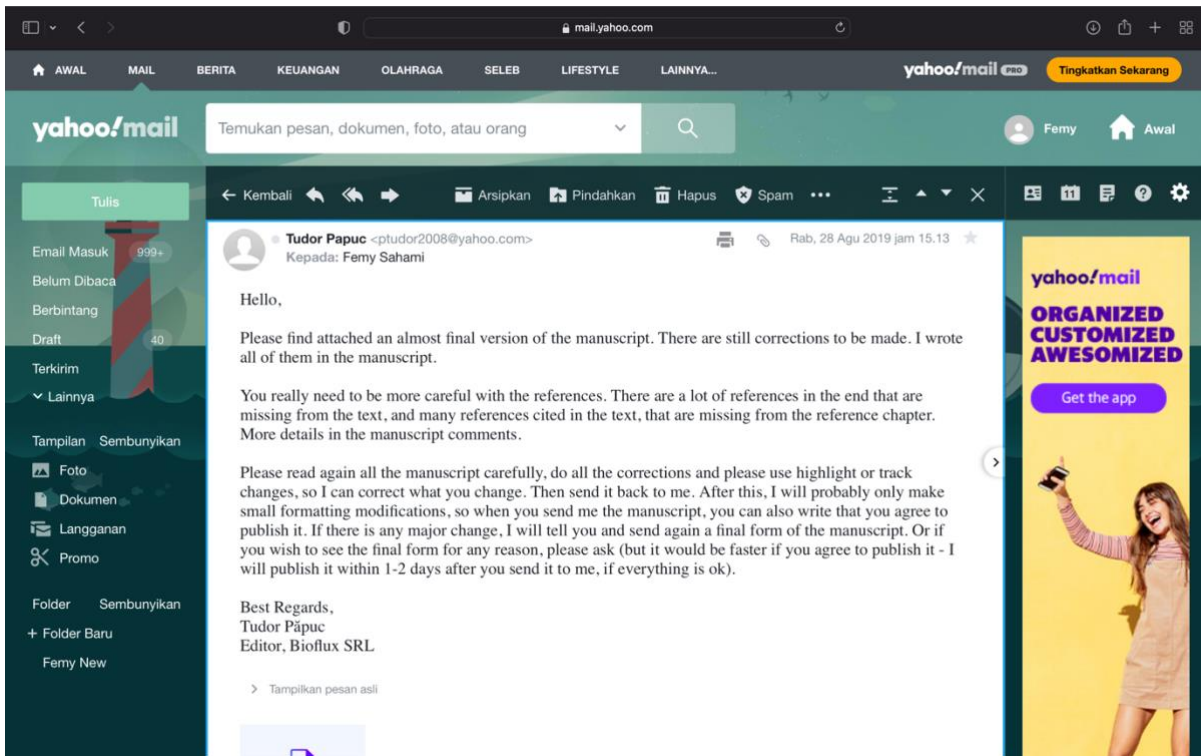 mail.yahoo.com
AWAL MAIL BERITA KEUANGAN OLAHRAGA SELEB LIFESTYLE LAINNYA... yahoo!mail PRO Tingkatkan Sekarang
yahoo!mail Temukan pesan, dokumen, foto, atau orang Femy Awal
Tulis
Kembali Arsipkan Pindahkan Hapus Spam ••• 11
Email Masuk 999+
Belum Dibaca
Berbintang
Draft 40
Terkirim
Lainnya
Tampilan Sembunyikan
Foto
Dokumen
Langganan
Promo
Folder Sembunyikan
+ Folder Baru
Femy New
Tudor Papuc <ptudor2008@yahoo.com> Rab, 28 Agu 2019 jam 15.13
Kepada: Femy Sahami
Hello,
Please find attached an almost final version of the manuscript. There are still corrections to be made. I wrote
all of them in the manuscript.
You really need to be more careful with the references. There are a lot of references in the end that are
missing from the text, and many references cited in the text, that are missing from the reference chapter.
More details in the manuscript comments.
Please read again all the manuscript carefully, do all the corrections and please use highlight or track
changes, so I can correct what you change. Then send it back to me. After this, I will probably only make
small formatting modifications, so when you send me the manuscript, you can also write that you agree to
publish it. If there is any major change, I will tell you and send again a final form of the manuscript. Or if
you wish to see the final form for any reason, please ask (but it would be faster if you agree to publish it - I
will publish it within 1-2 days after you send it to me, if everything is ok).
Best Regards,
Tudor Păpuc
Editor, Bioflux SRL
Tampilkan pesan asli
yahoo!mail
ORGANIZED
CUSTOMIZED
AWESOMIZED
Get the app